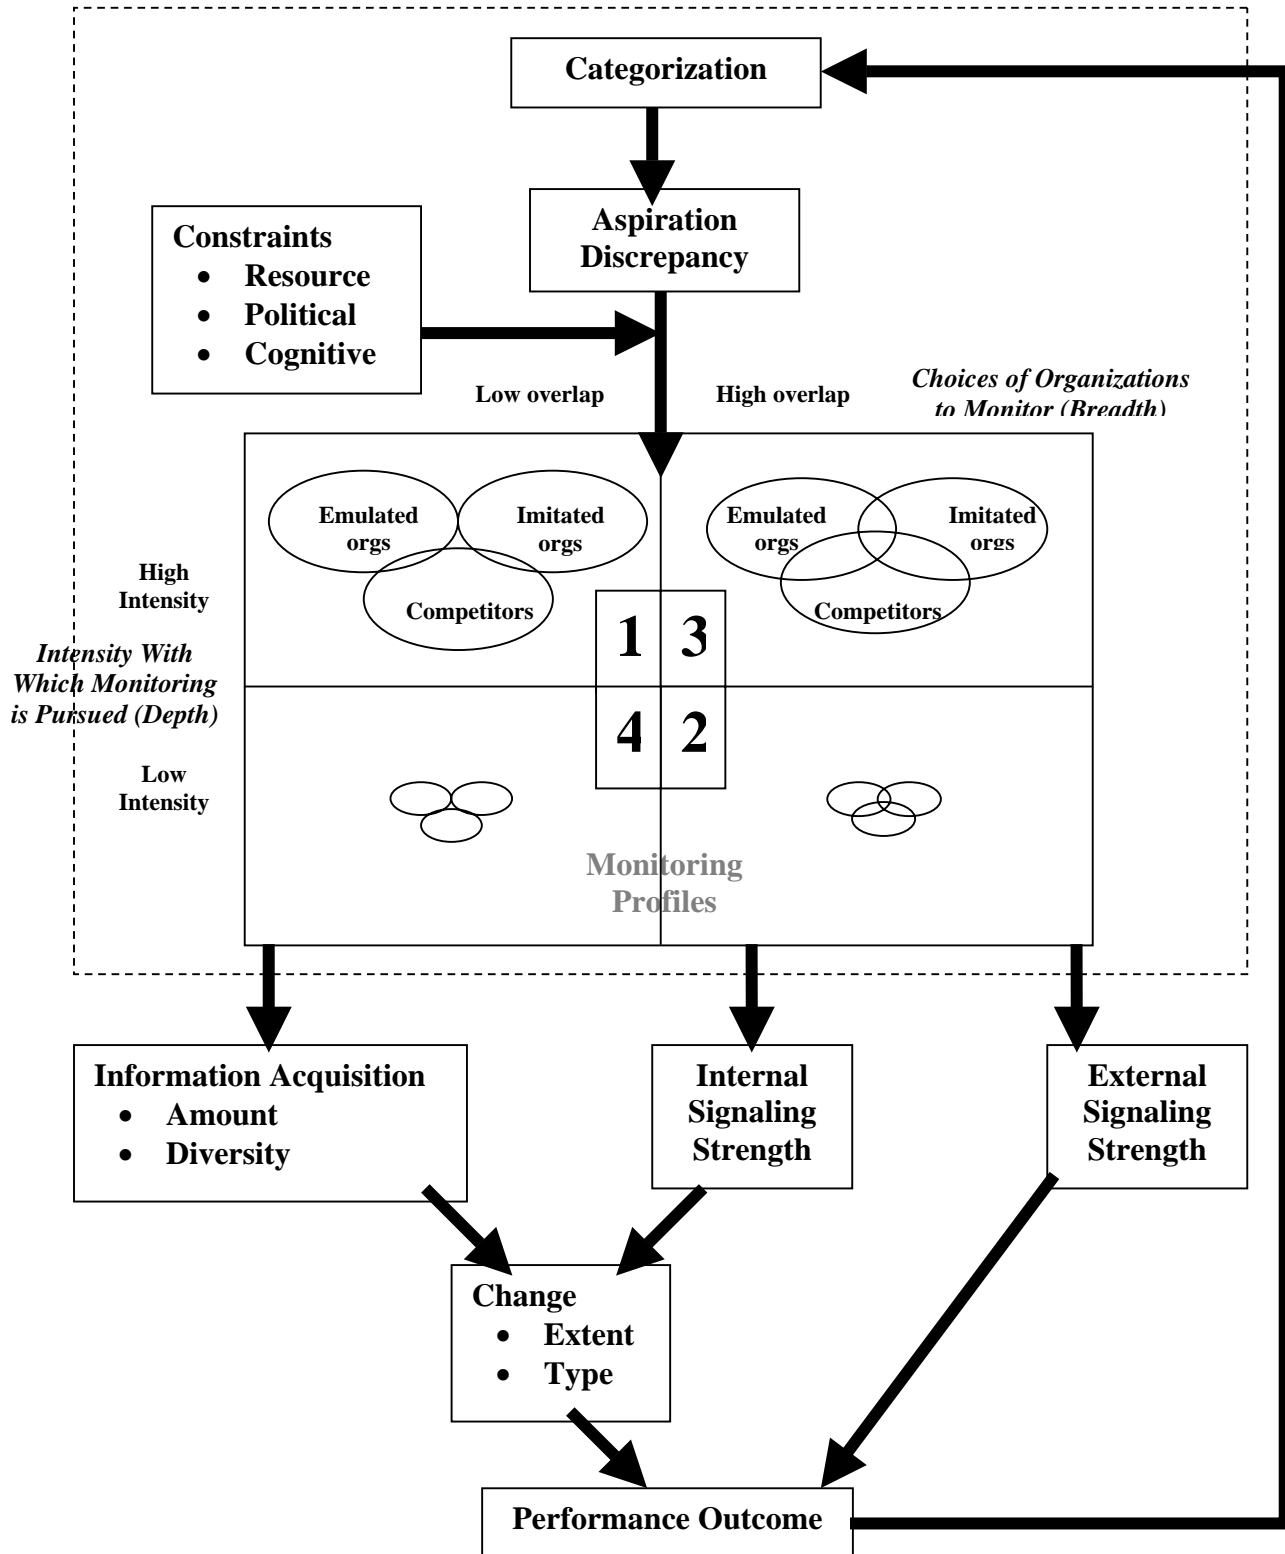 Categorization
Aspiration
Discrepancy
Constraints
• Resource
• Political
• Cognitive
Low overlap
High overlap
Choices of Organizations
to Monitor (Breadth)
Emulated
orgs
Imitated
orgs
Competitors
Emulated
orgs
Imitated
orgs
Competitors
High
Intensity
1
3
Intensity With
Which Monitoring
is Pursued (Depth)
4
2
Low
Intensity
Monitoring
Profiles
Information Acquisition
• Amount
• Diversity
Internal
Signaling
Strength
External
Signaling
Strength
Change
• Extent
• Type
Performance Outcome